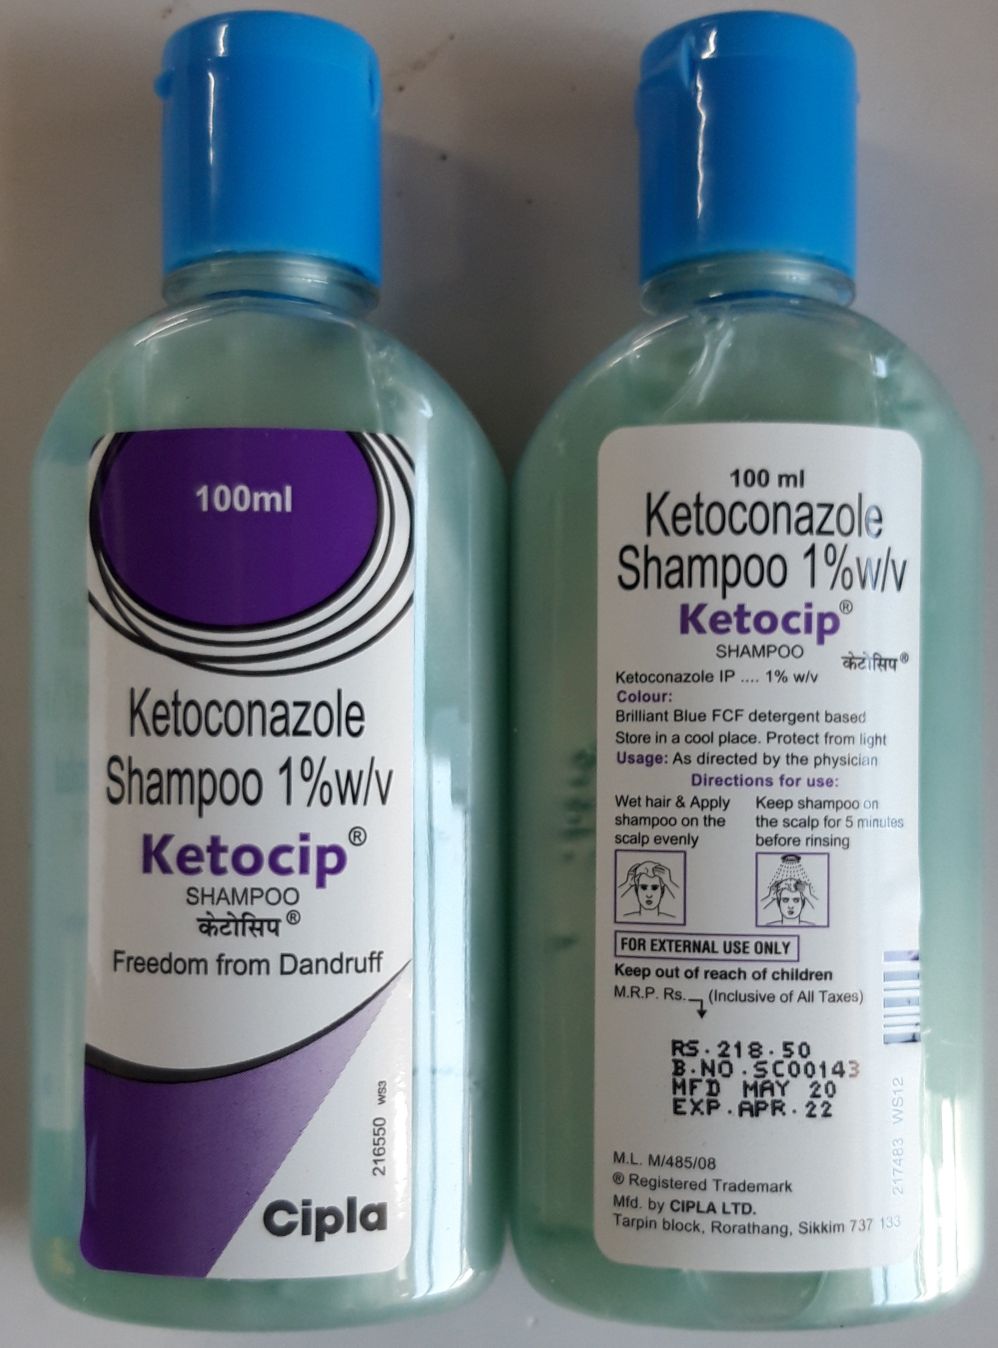 100ml
Ketoconazole
Shampoo 1%w/v
Ketocip®
SHAMPOO
केटोसिप®
Freedom from Dandruff
216550 WS3
Cipla
100 ml
Ketoconazole
Shampoo 1%w/v
Ketocip®
SHAMPOO
केटोसिप®
Ketoconazole IP .... 1% w/v
Colour:
Brilliant Blue FCF detergent based
Store in a cool place. Protect from light
Usage: As directed by the physician
Directions for use:
Wet hair & Apply
shampoo on the
scalp evenly
Keep shampoo on
the scalp for 5 minutes
before rinsing
FOR EXTERNAL USE ONLY
Keep out of reach of children
M.R.P. Rs. (Inclusive of All Taxes)
RS.218.50
B.NO.SC00143
MFD MAY 20
EXP.APR.22
217483 WS12
M.L. M/485/08
® Registered Trademark
Mfd. by CIPLA LTD.
Tarpin block, Rorathang, Sikkim 737 133